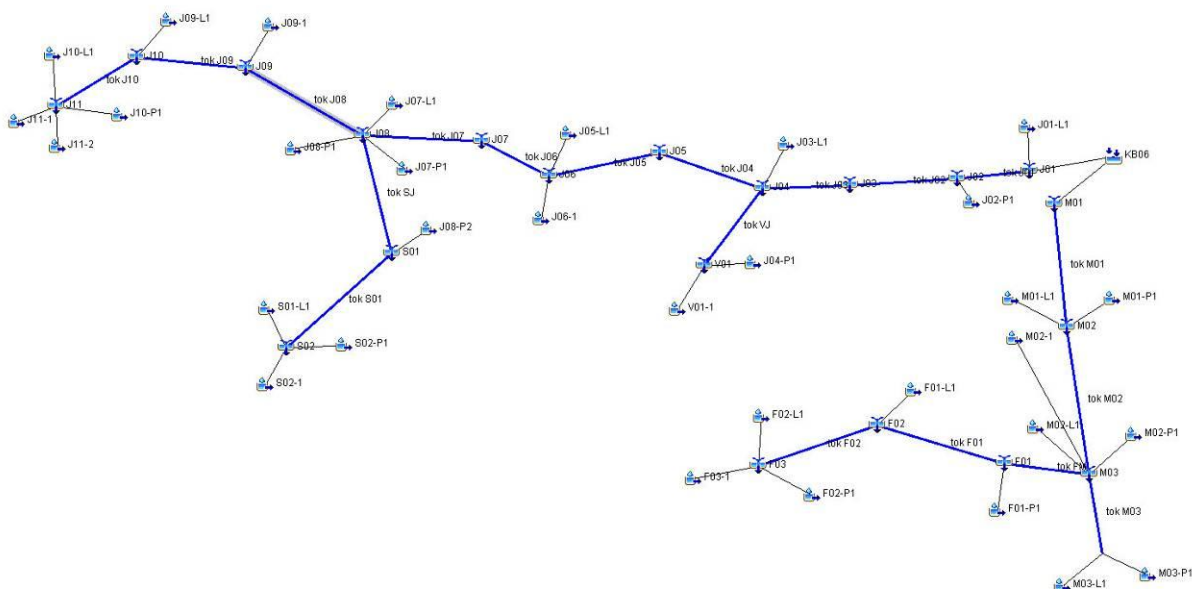 J09-L1
J09-1
J10-L1
J10
tok J09
J09
tok J10
J11
J10-P1
tok J08
J07-L1
J11-1
J11-2
J08
J08-P1
tok J07
J07
J05-L1
J07-P1
tok J06
J06
tok J05
J05
J03-L1
tok J04
J04
J01-L1
KB06
J02
J01
J02-P1
M01
tok SJ
J06-1
J08-P2
S01
tok VJ
V01
J04-P1
tok M01
tok S01
S01-L1
V01-1
M01-L1
M01-P1
M02
M02-1
S02
S02-P1
S02-1
F01-L1
tok M02
F02-L1
F02
M02-L1
M02-P1
tok F02
tok F01
F03
F01
M03
F03-1
F02-P1
F01-P1
tok M03
M03-P1
M03-L1